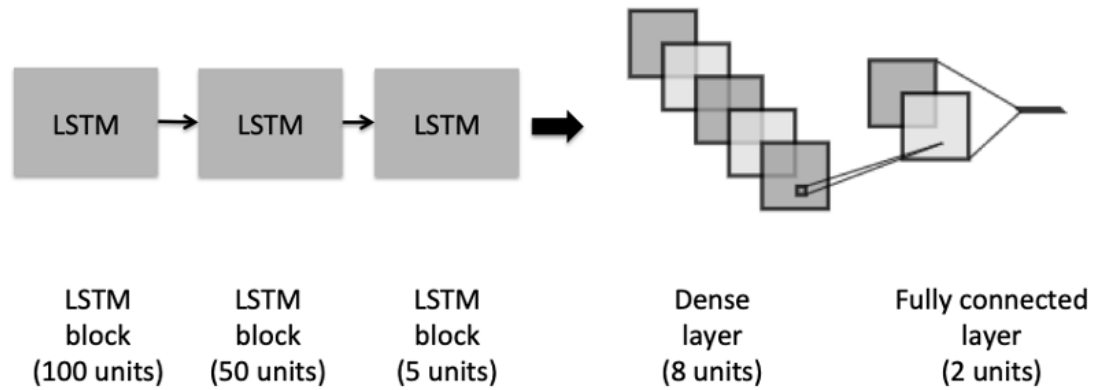 LSTM
LSTM
LSTM
LSTM
block
(100 units)
LSTM
block
(50 units)
LSTM
block
(5 units)
Dense
layer
(8 units)
Fully connected
layer
(2 units)